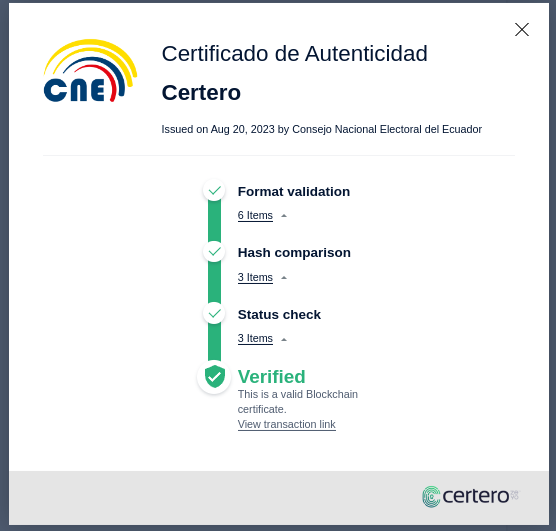 CNE
Certificado de Autenticidad
Certero
Issued on Aug 20, 2023 by Consejo Nacional Electoral del Ecuador
Format validation
6 Items
Hash comparison
3 Items
Status check
3 Items
Verified
This is a valid Blockchain
certificate.
View transaction link
certero